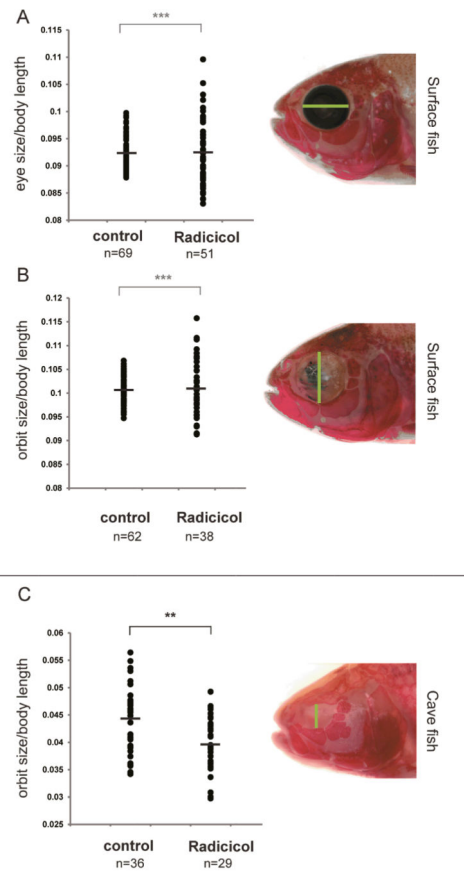 A
***
0.115
0.11
0.105
0.1
0.095
0.09
0.085
0.08
eye size/body length
control
Radicicol
n=69
n=51
Surface fish
B
***
0.12
0.115
0.11
0.105
0.1
0.095
0.09
0.085
0.08
orbit size/body length
control
Radicicol
n=62
n=38
Surface fish
C
**
0.06
0.055
0.05
0.045
0.04
0.035
0.03
0.025
orbit size/body length
control
Radicicol
n=36
n=29
Cave fish